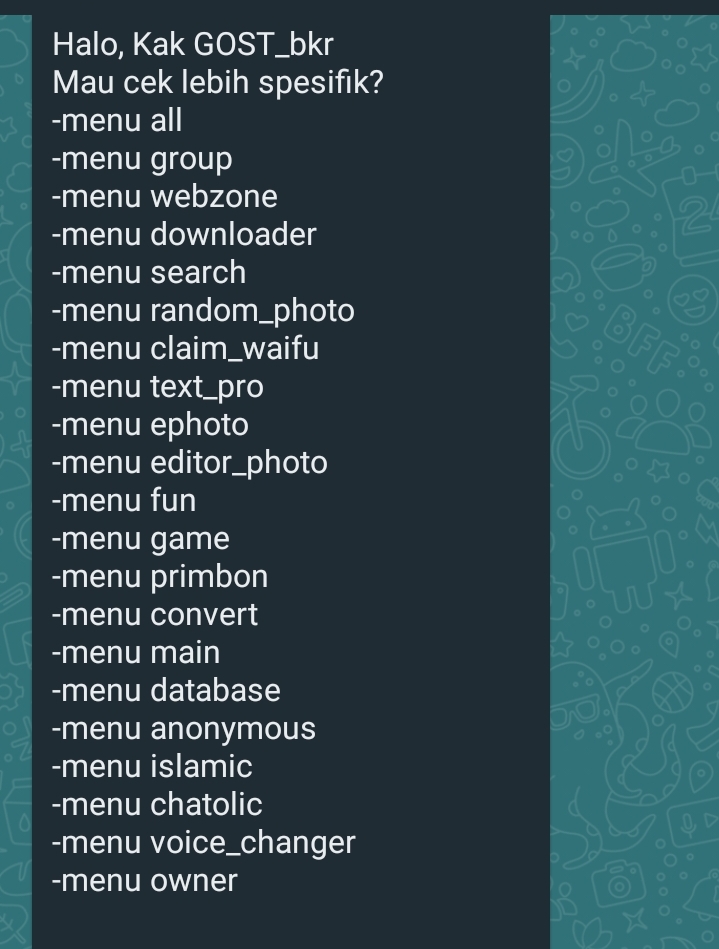 Halo, Kak GOST_bkr
Mau cek lebih spesifik?
-menu all
-menu group
-menu webzone
-menu downloader
-menu search
-menu random_photo
-menu claim_waifu
-menu text_pro
-menu ephoto
-menu editor_photo
-menu fun
-menu game
-menu primbon
-menu convert
-menu main
-menu database
-menu anonymous
-menu islamic
-menu chatolic
-menu voice_changer
-menu owner
2
BFF